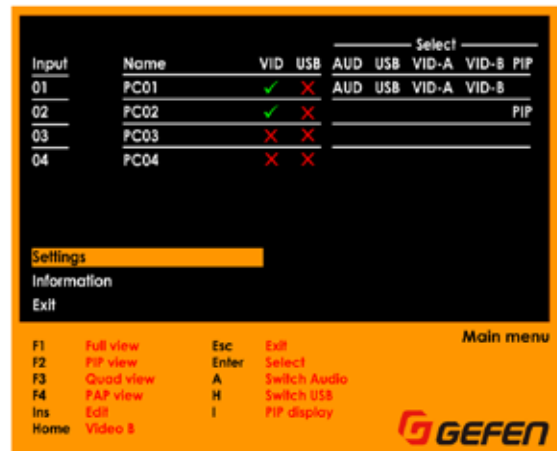 Select
Input Name VID USB AUD USB VID-A VID-B PIP
01 PC01 ✓ ✗ AUD USB VID-A VID-B
02 PC02 ✓ ✗ PIP
03 PC03 ✗ ✗
04 PC04 ✗ ✗
Settings
Information
Exit
Main menu
F1 Full view Esc Exit
F2 PIP view Enter Select
F3 Quad view A Switch Audio
F4 PAP view H Switch USB
Ins Edit I PIP display
Home Video B
GEFEN